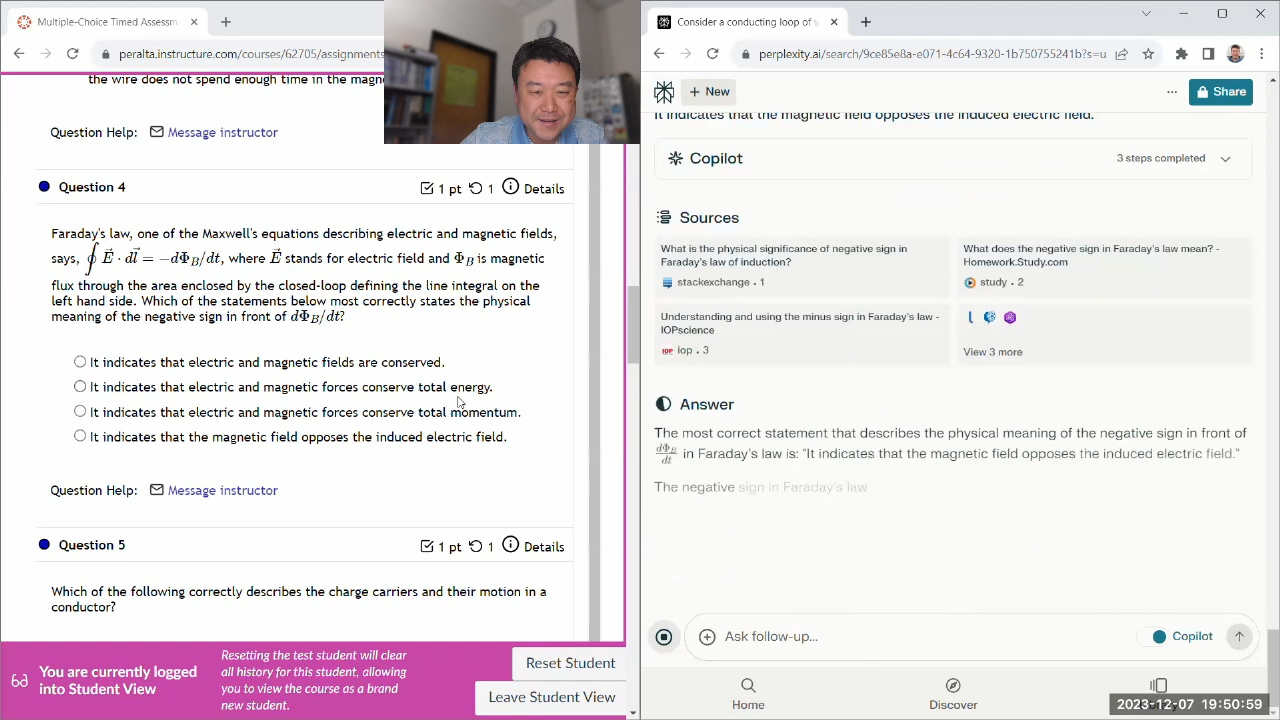 Multiple-Choice Timed Assessm
peralta.instructure.com/courses/62705/assignments
the wire does not spend enough time in the magne
Question Help: Message instructor
Question 4
1 pt 1 Details
Faraday's law, one of the Maxwell's equations describing electric and magnetic fields,
says, ∮ E⃗ · dl⃗ = −dΦ_B/dt, where E⃗ stands for electric field and Φ_B is magnetic
flux through the area enclosed by the closed-loop defining the line integral on the
left hand side. Which of the statements below most correctly states the physical
meaning of the negative sign in front of dΦ_B/dt?
It indicates that electric and magnetic fields are conserved.
It indicates that electric and magnetic forces conserve total energy.
It indicates that electric and magnetic forces conserve total momentum.
It indicates that the magnetic field opposes the induced electric field.
Question Help: Message instructor
Question 5
1 pt 1 Details
Which of the following correctly describes the charge carriers and their motion in a
conductor?
You are currently logged
into Student View
Resetting the test student will clear
all history for this student, allowing
you to view the course as a brand
new student.
Reset Student
Leave Student View
Consider a conducting loop of v
perplexity.ai/search/9ce85e8a-e071-4c64-9320-1b750755241b?s=u
New
Share
It indicates that the magnetic field opposes the induced electric field.
Copilot
3 steps completed
Sources
What is the physical significance of negative sign in
Faraday's law of induction?
stackexchange · 1
What does the negative sign in Faraday's law mean? -
Homework.Study.com
study · 2
Understanding and using the minus sign in Faraday's law -
IOPscience
IOP iop · 3
View 3 more
Answer
The most correct statement that describes the physical meaning of the negative sign in front of
dΦ_B/dt in Faraday's law is: "It indicates that the magnetic field opposes the induced electric field."
The negative sign in Faraday's law
Ask follow-up...
Copilot
Home
Discover
2023-12-07 19:50:59